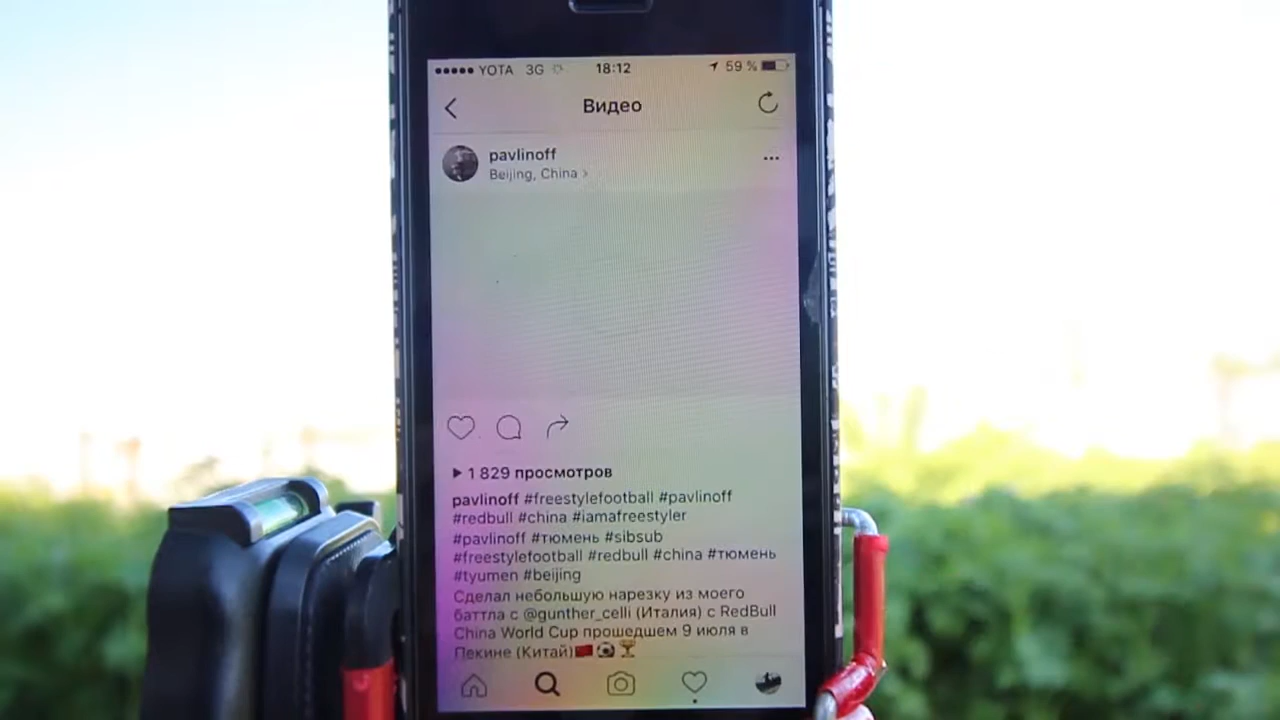 YOTA 3G 18:12 59 %
Видео
pavlinoff
Beijing, China >
1 829 просмотров
pavlinoff #freestylefootball #pavlinoff
#redbull #china #iamafreestyler
#pavlinoff #тюмень #sibsub
#freestylefootball #redbull #china #тюмень
#tyumen #beijing
Сделал небольшую нарезку из моего
баттла с @gunther_celli (Италия) с RedBull
China World Cup прошедшем 9 июля в
Пекине (Китай)🇨🇳⚽🏆